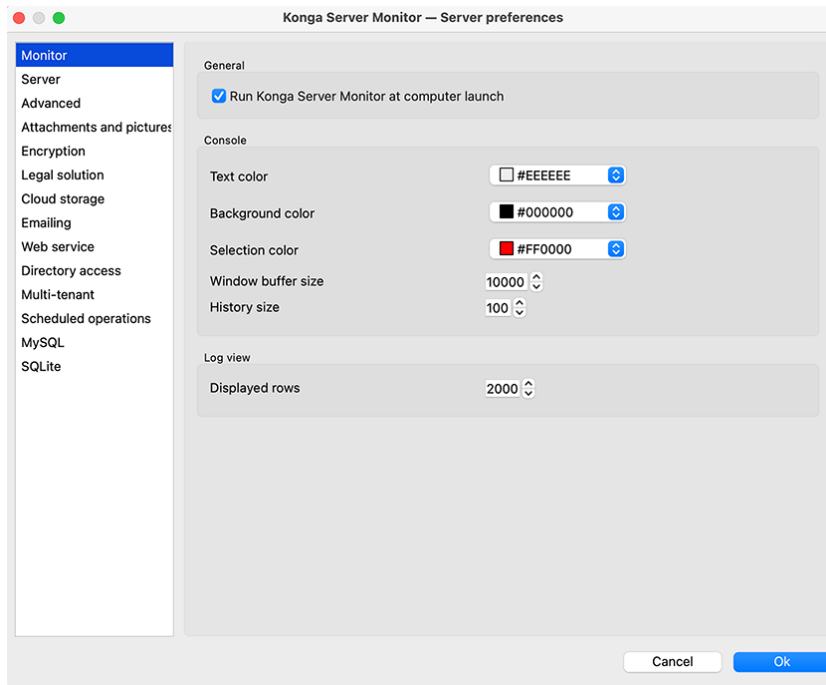 Konga Server Monitor — Server preferences
Monitor
Server
Advanced
Attachments and pictures
Encryption
Legal solution
Cloud storage
Emailing
Web service
Directory access
Multi-tenant
Scheduled operations
MySQL
SQLite
General
Run Konga Server Monitor at computer launch
Console
Text color #EEEEEE
Background color #000000
Selection color #FF0000
Window buffer size 10000
History size 100
Log view
Displayed rows 2000
Cancel Ok